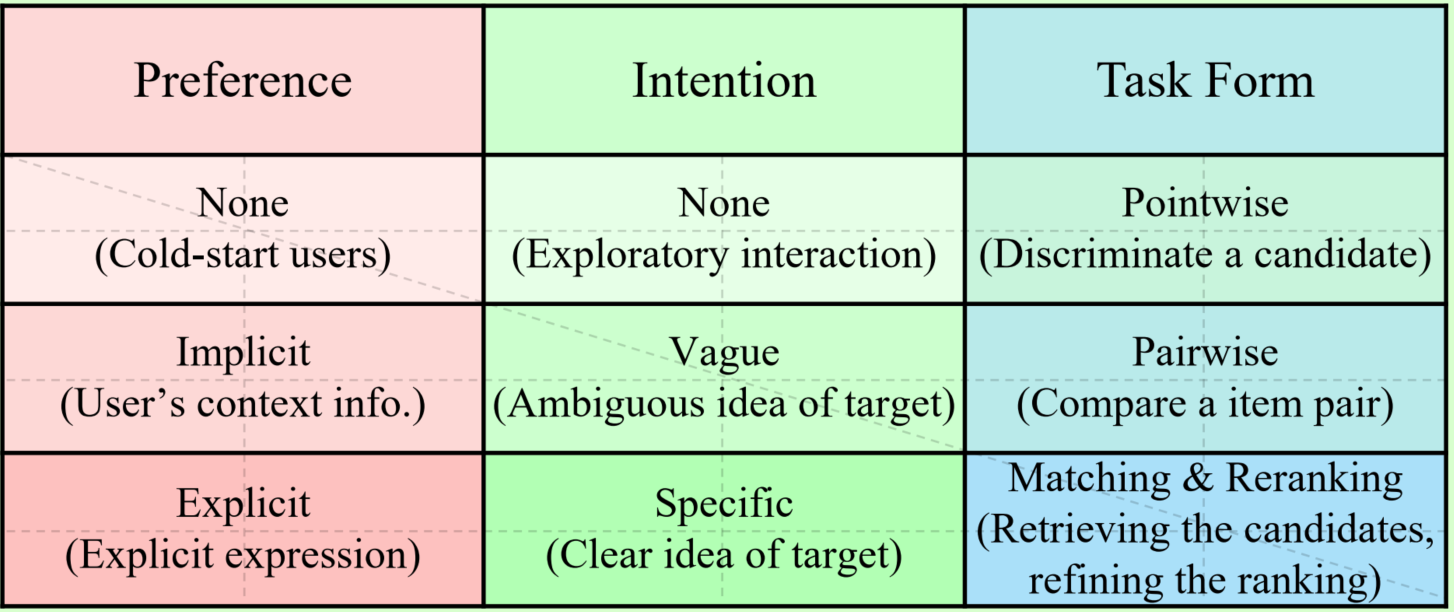 Preference
Intention
Task Form
None
(Cold-start users)
None
(Exploratory interaction)
Pointwise
(Discriminate a candidate)
Implicit
(User’s context info.)
Vague
(Ambiguous idea of target)
Pairwise
(Compare a item pair)
Explicit
(Explicit expression)
Specific
(Clear idea of target)
Matching & Reranking
(Retrieving the candidates,
refining the ranking)